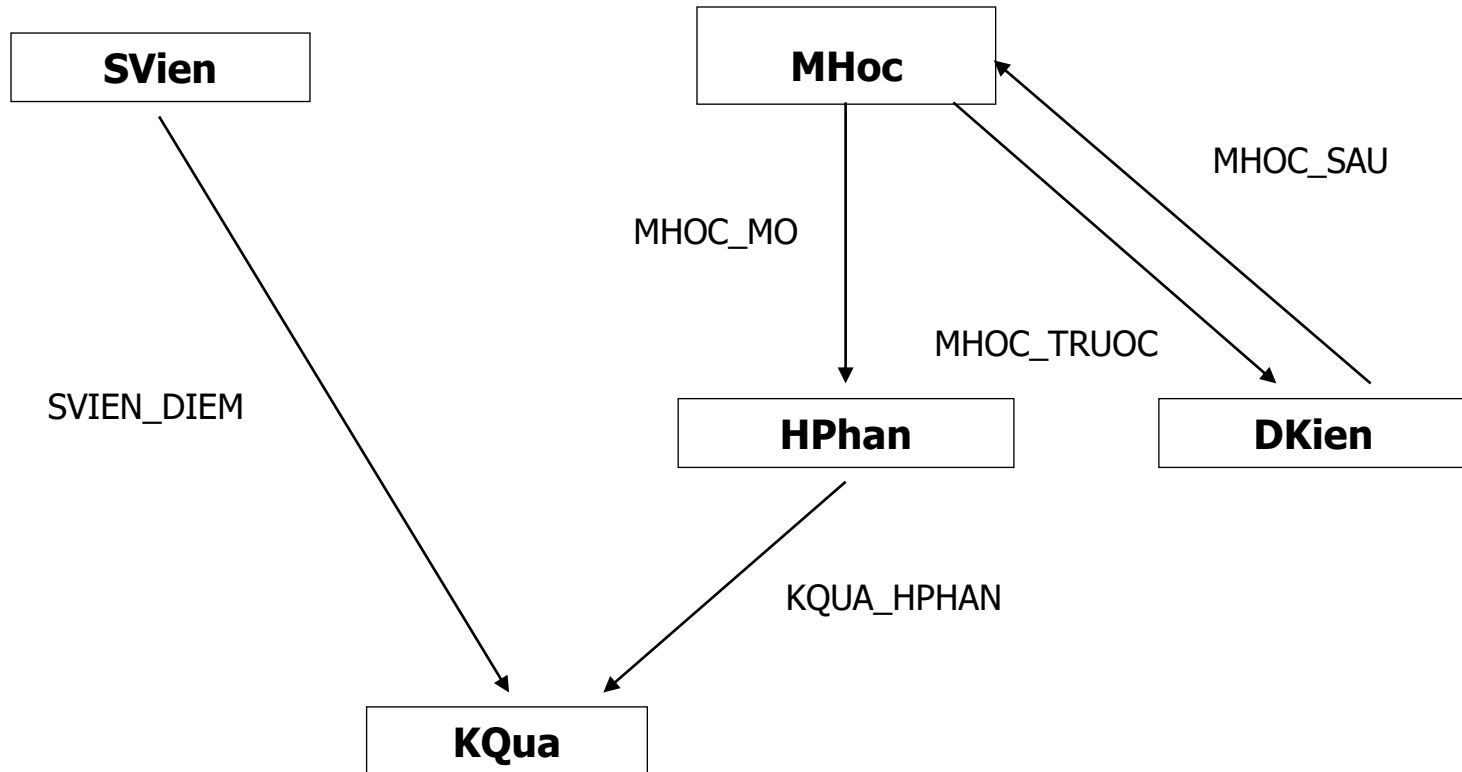 SVien
MHoc
MHOC_SAU
MHOC_MO
MHOC_TRUOC
SVIEN_DIEM
HPhan
DKien
KQUA_HPHAN
KQua